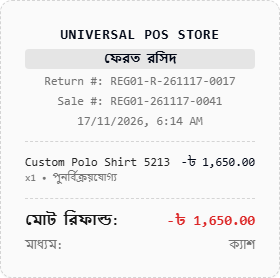 UNIVERSAL POS STORE
ফেরত রসিদ
Return #: REG01-R-261117-0017
Sale #: REG01-261117-0041
17/11/2026, 6:14 AM
Custom Polo Shirt 5213 -৳ 1,650.00
x1 • পুনর্বিক্রয়যোগ্য
মোট রিফান্ড: -৳ 1,650.00
মাধ্যম: ক্যাশ